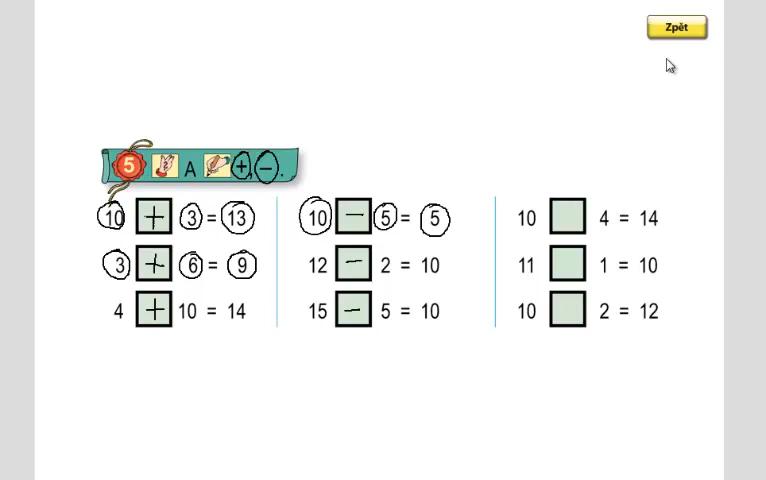 Zpět
5 A +, −.
10 + 3 = 13 10 − 5 = 5 10 4 = 14
3 + 6 = 9 12 − 2 = 10 11 1 = 10
4 + 10 = 14 15 − 5 = 10 10 2 = 12